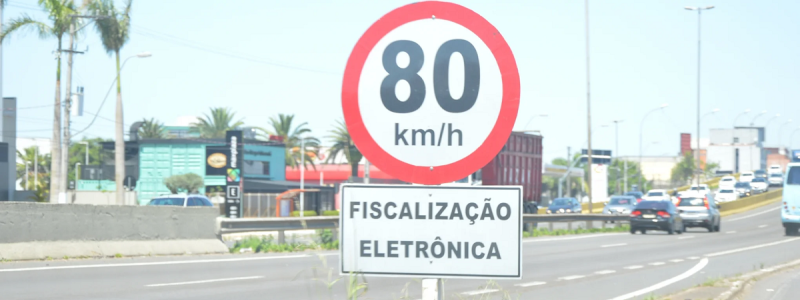 80
km/h
FISCALIZAÇÃO
ELETRÔNICA